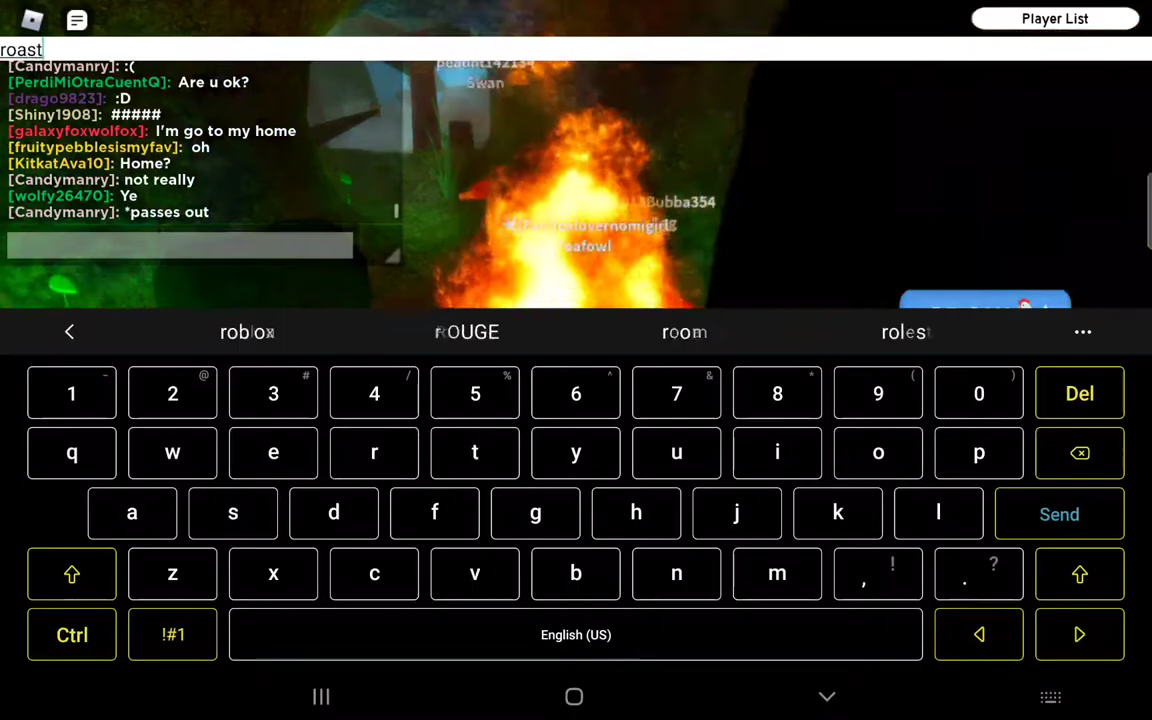 Player List
roast
[Candymanry]: :(
[PerdiMiOtraCuentQ]: Are u ok?
[drago9823]: :D
[Shiny1908]: #####
[galaxyfoxwolfox]: I'm go to my home
[fruitypebblesismyfav]: oh
[KitkatAva10]: Home?
[Candymanry]: not really
[wolfy26470]: Ye
[Candymanry]: *passes out
Swan
roblox
rOUGE
room
roles
1 - 2 @ 3 # 4 / 5 % 6 ^ 7 & 8 * 9 ( 0 ) Del
q w e r t y u i o p
a s d f g h j k l Send
z x c v b n m , ! . ?
Ctrl !#1 English (US)